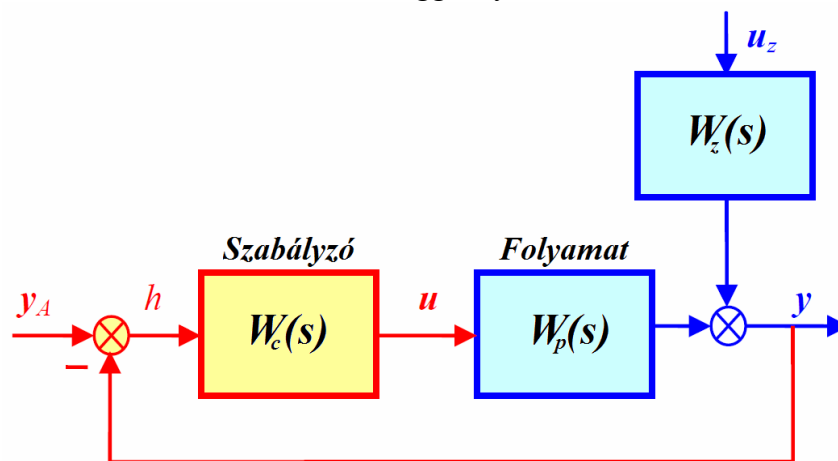 u_z
W_z(s)
Szabályzó
Folyamat
y_A
h
W_c(s)
u
W_p(s)
y
−